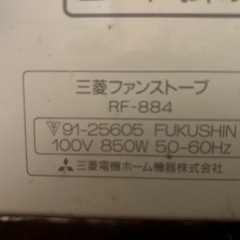 三菱ファンストーブ
RF-884
91-25605 FUKUSHIN
100V 850W 50-60Hz
三菱電機ホーム機器株式会社